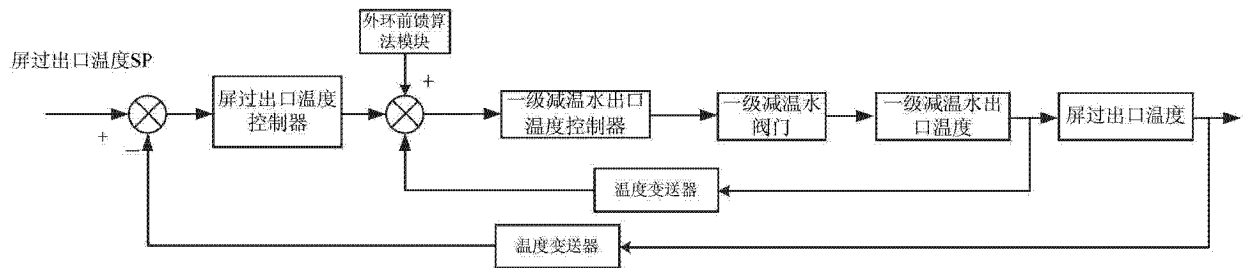 外环前馈算
法模块
屏过出口温度SP
+
屏过出口温度
控制器
一级减温水出口
温度控制器
一级减温水
阀门
一级减温水出
口温度
屏过出口温度
+
−
温度变送器
温度变送器